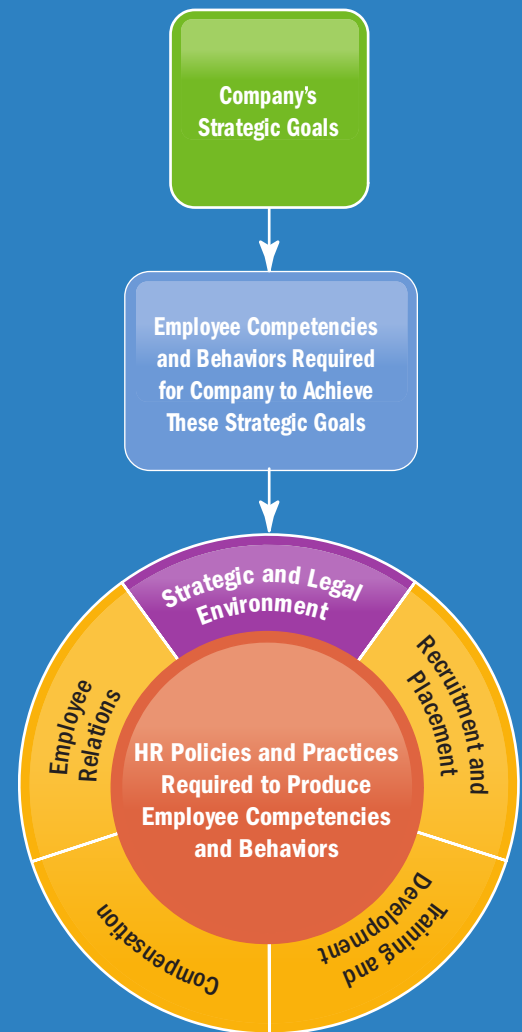 Company's
Strategic Goals
Employee Competencies
and Behaviors Required
for Company to Achieve
These Strategic Goals
Strategic and Legal
Environment
Recruitment and
Placement
Training and
Development
Compensation
Employee
Relations
HR Policies and Practices
Required to Produce
Employee Competencies
and Behaviors